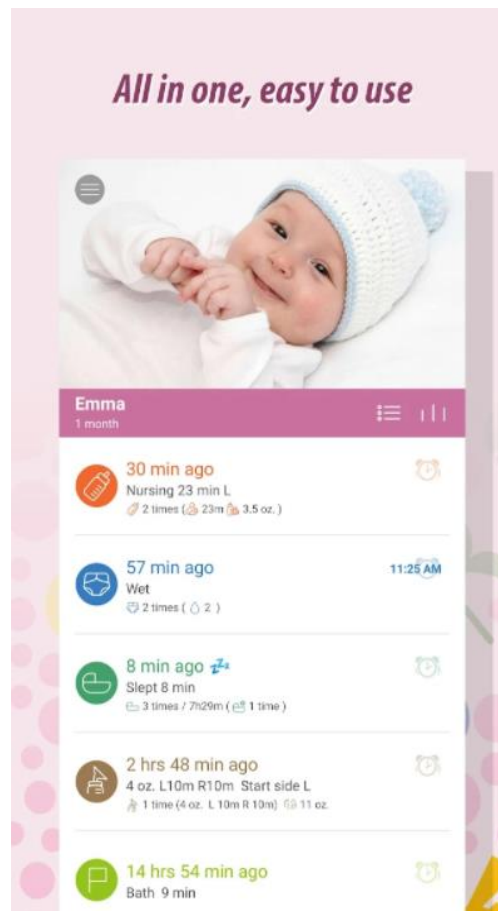 All in one, easy to use
Emma
1 month
30 min ago
Nursing 23 min L
2 times ( 23m 3.5 oz. )
57 min ago
11:25 AM
Wet
2 times ( 2 )
8 min ago zzz
Slept 8 min
3 times / 7h29m ( 1 time )
2 hrs 48 min ago
4 oz. L10m R10m Start side L
1 time (4 oz. L 10m R 10m) 11 oz.
14 hrs 54 min ago
Bath 9 min